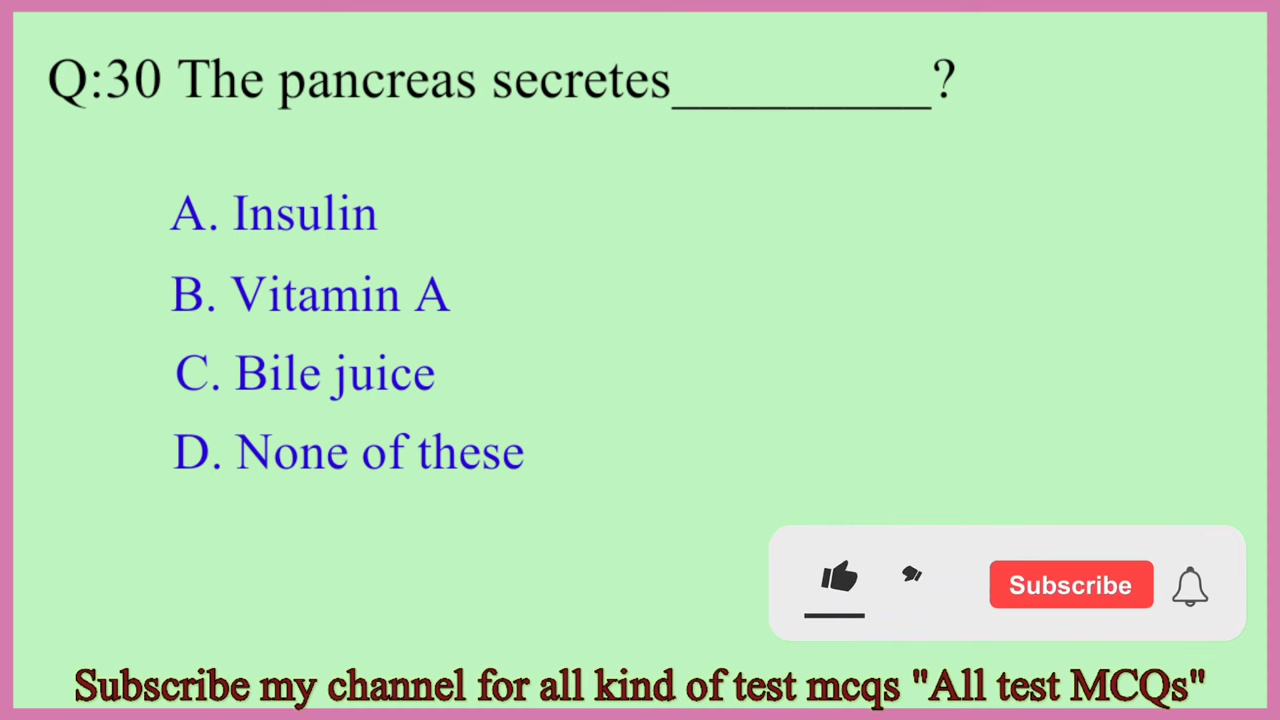 Q:30 The pancreas secretes__________?
A. Insulin
B. Vitamin A
C. Bile juice
D. None of these
Subscribe
Subscribe my channel for all kind of test mcqs "All test MCQs"